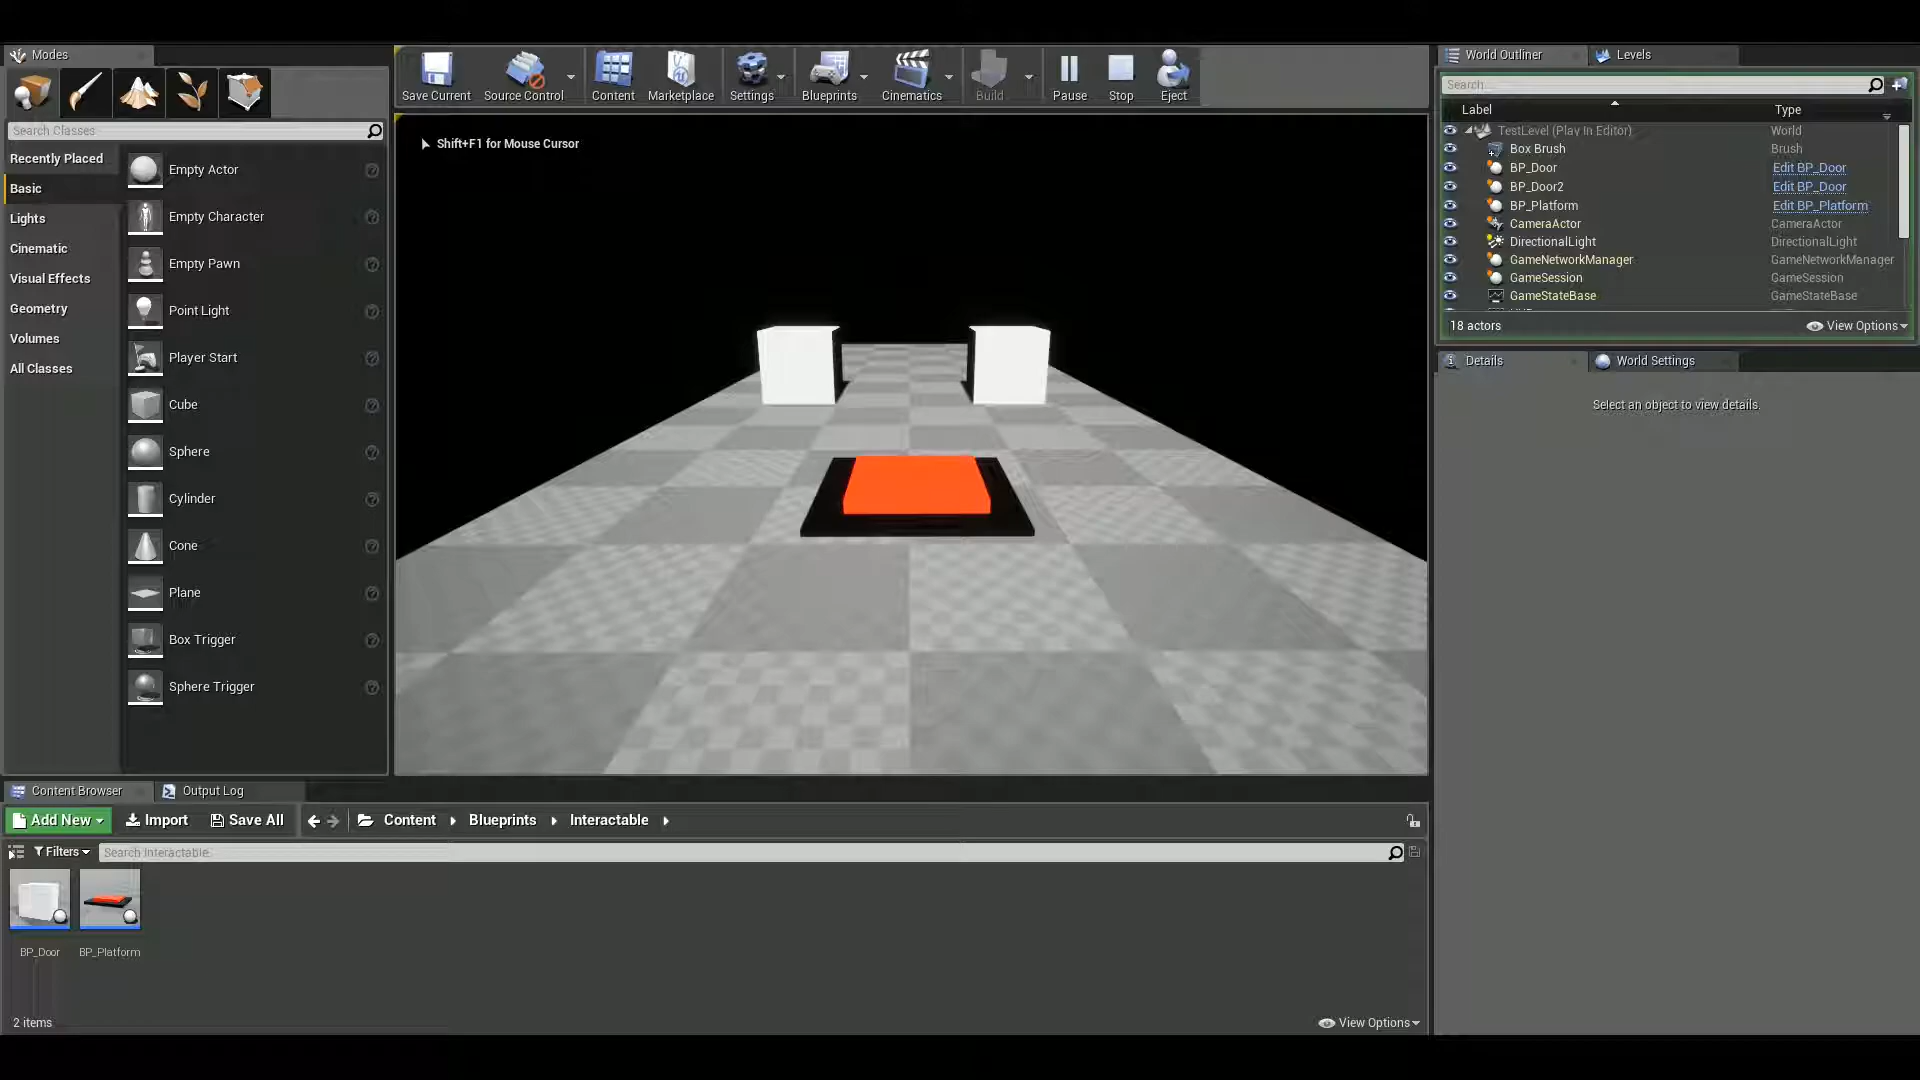 Modes
Save Current
Source Control
Content
Marketplace
Settings
Blueprints
Cinematics
Build
Pause
Stop
Eject
World Outliner
Levels
Search Classes
Search...
Label
Type
Recently Placed
Basic
Lights
Cinematic
Visual Effects
Geometry
Volumes
All Classes
Empty Actor
Empty Character
Empty Pawn
Point Light
Player Start
Cube
Sphere
Cylinder
Cone
Plane
Box Trigger
Sphere Trigger
Shift+F1 for Mouse Cursor
TestLevel (Play In Editor) World
Box Brush Brush
BP_Door Edit BP_Door
BP_Door2 Edit BP_Door
BP_Platform Edit BP_Platform
CameraActor CameraActor
DirectionalLight DirectionalLight
GameNetworkManager GameNetworkManager
GameSession GameSession
GameStateBase GameStateBase
18 actors
View Options
Details
World Settings
Select an object to view details.
Content Browser
Output Log
Add New
Import
Save All
Content
Blueprints
Interactable
Filters
Search Interactable
BP_Door
BP_Platform
2 items
View Options